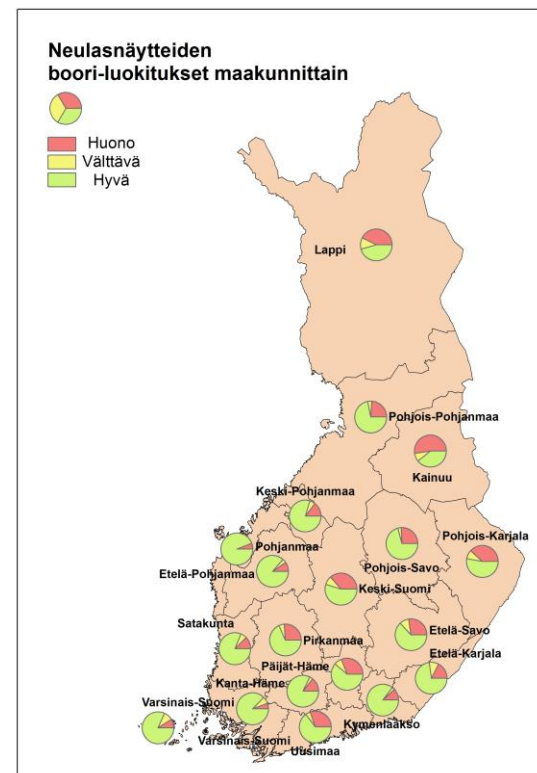 Neulasnäytteiden
boori-luokitukset maakunnittain
Huono
Välttävä
Hyvä
Lappi
Pohjois-Pohjanmaa
Kainuu
Keski-Pohjanmaa
Pohjois-Karjala
Pohjanmaa
Pohjois-Savo
Etelä-Pohjanmaa
Keski-Suomi
Satakunta
Pirkanmaa
Etelä-Savo
Etelä-Karjala
Päijät-Häme
Kanta-Häme
Varsinais-Suomi
Kymenlaakso
Varsinais-Suomi
Uusimaa